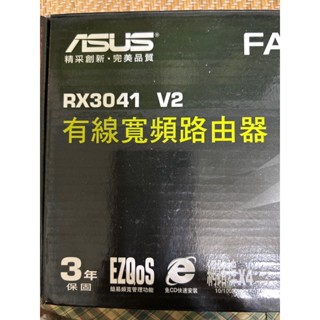 ASUS
FA
精采創新·完美品質
RX3041 V2
有線寬頻路由器
3年
保固
EZQoS
簡易頻寬管理功能
e
免CD快速安裝
X4